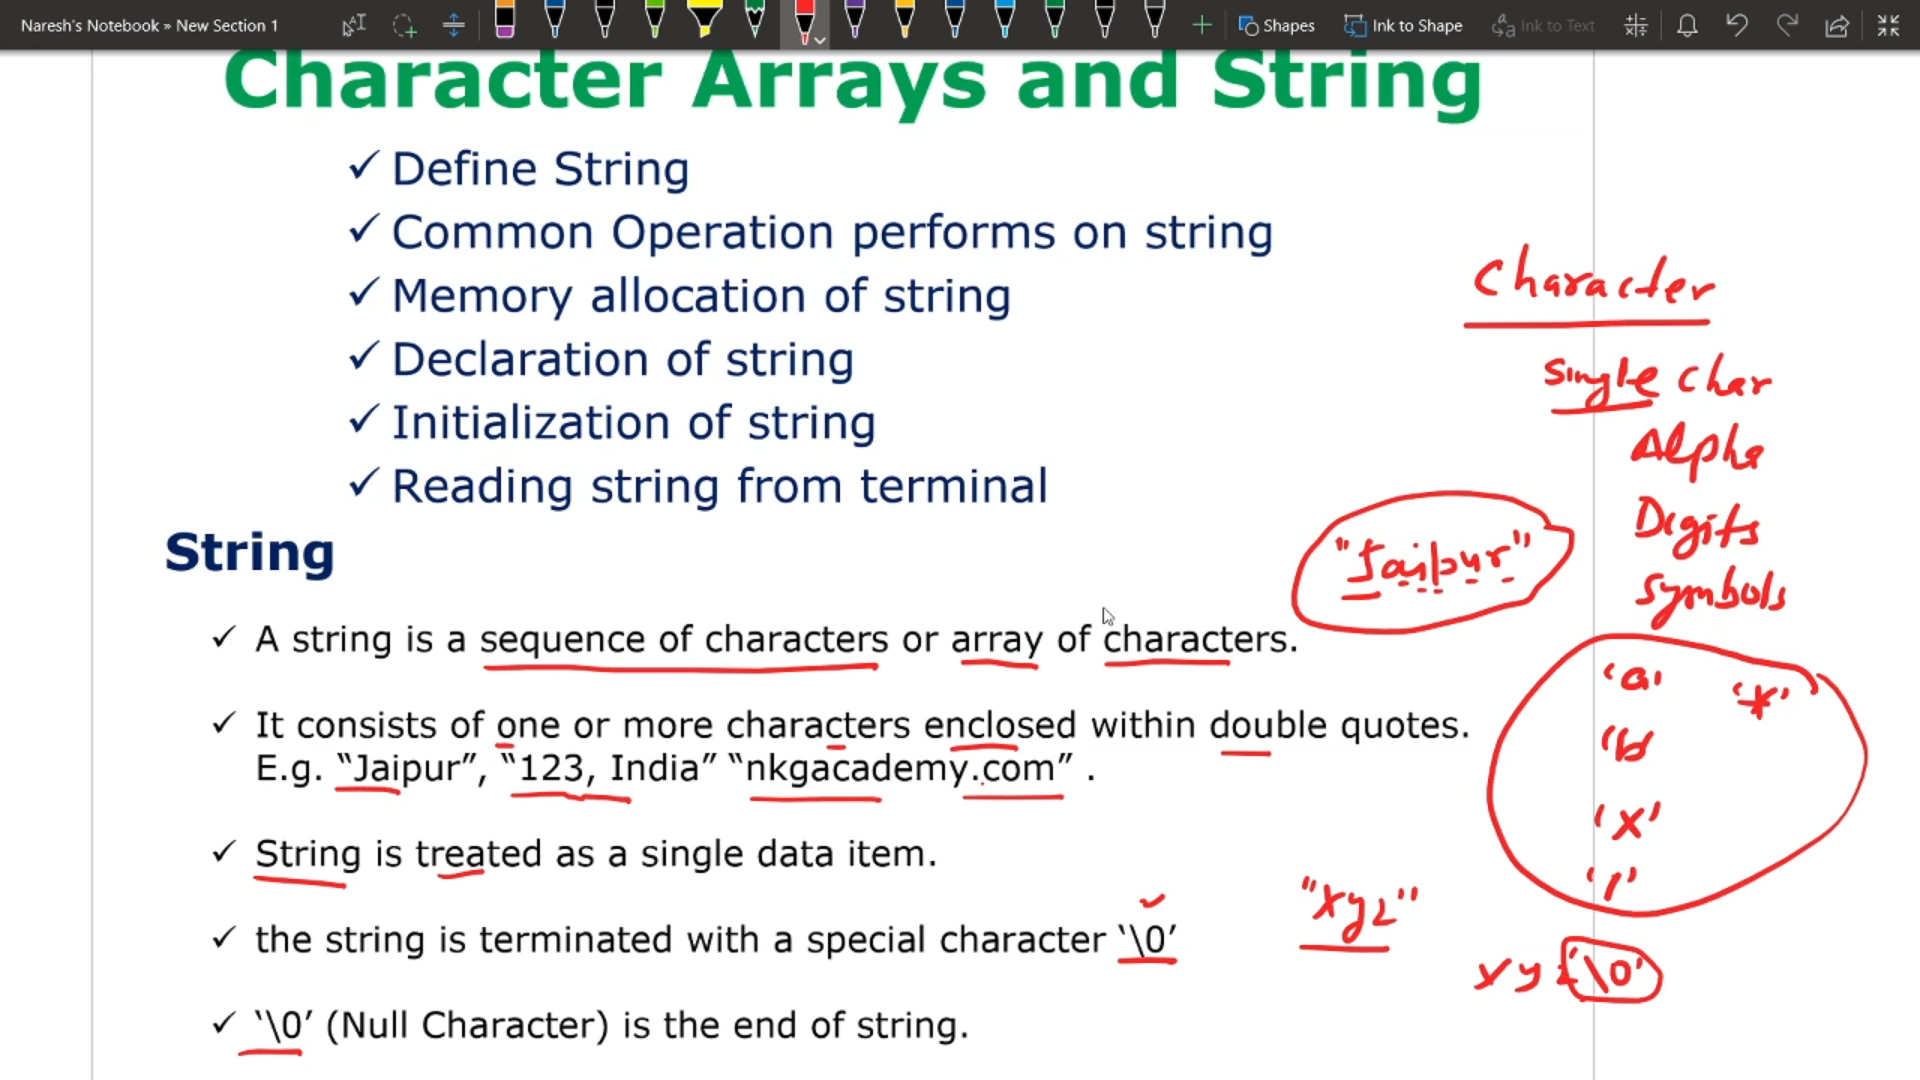 Naresh's Notebook » New Section 1
Shapes
Ink to Shape
Ink to Text
Character Arrays and String
✓ Define String
✓ Common Operation performs on string
✓ Memory allocation of string
✓ Declaration of string
✓ Initialization of string
✓ Reading string from terminal
String
✓ A string is a sequence of characters or array of characters.
✓ It consists of one or more characters enclosed within double quotes.
E.g. “Jaipur”, “123, India” “nkgacademy.com” .
✓ String is treated as a single data item.
✓ the string is terminated with a special character ‘\0’
✓ ‘\0’ (Null Character) is the end of string.
Character
Single Char
Alpha
Digits
Symbols
"Jaipur"
'a' '*'
'b'
'x'
'1'
"xyz"
xyz'\0'